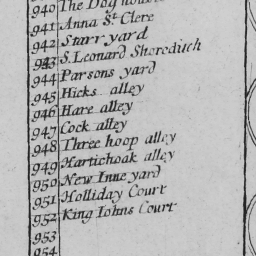 940 The Dog
941 Anna St Clere
942 Starr yard
943 S. Leonard Shoreditch
944 Parsons yard
945 Hicks alley
946 Hare alley
947 Cock alley
948 Three hoop alley
949 Hartichoak alley
950 New Inne yard
951 Holliday Court
952 King Iohns Court
953
954